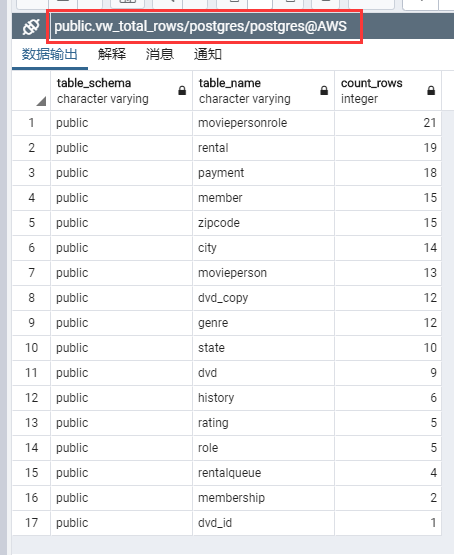 public.vw_total_rows/postgres/postgres@AWS
数据输出 解释 消息 通知
table_schema table_name count_rows
character varying character varying integer
1 public moviepersonrole 21
2 public rental 19
3 public payment 18
4 public member 15
5 public zipcode 15
6 public city 14
7 public movieperson 13
8 public dvd_copy 12
9 public genre 12
10 public state 10
11 public dvd 9
12 public history 6
13 public rating 5
14 public role 5
15 public rentalqueue 4
16 public membership 2
17 public dvd_id 1